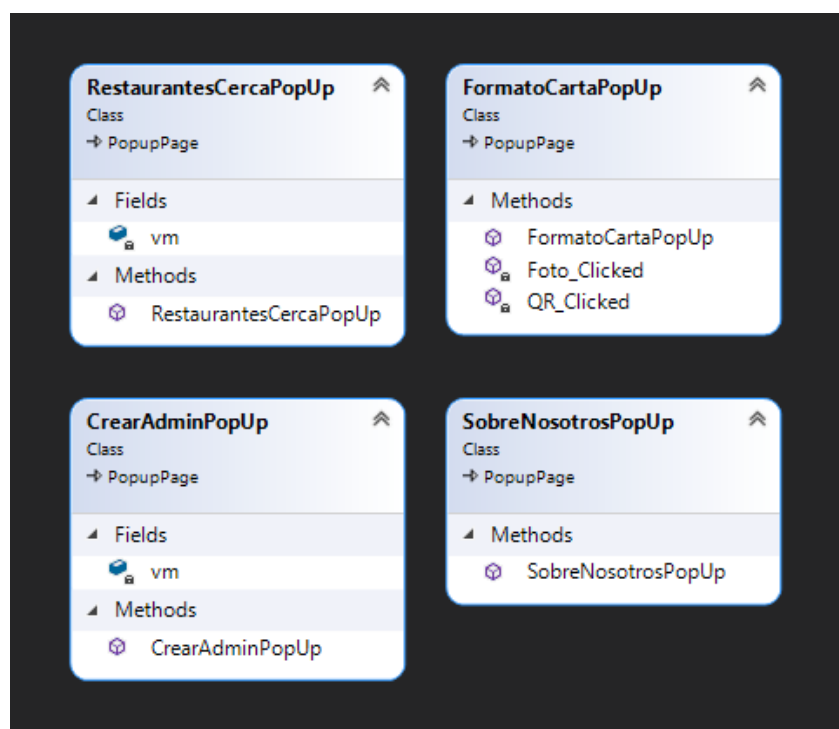 RestaurantesCercaPopUp
Class
PopupPage
Fields
vm
Methods
RestaurantesCercaPopUp
FormatoCartaPopUp
Class
PopupPage
Methods
FormatoCartaPopUp
Foto_Clicked
QR_Clicked
CrearAdminPopUp
Class
PopupPage
Fields
vm
Methods
CrearAdminPopUp
SobreNosotrosPopUp
Class
PopupPage
Methods
SobreNosotrosPopUp